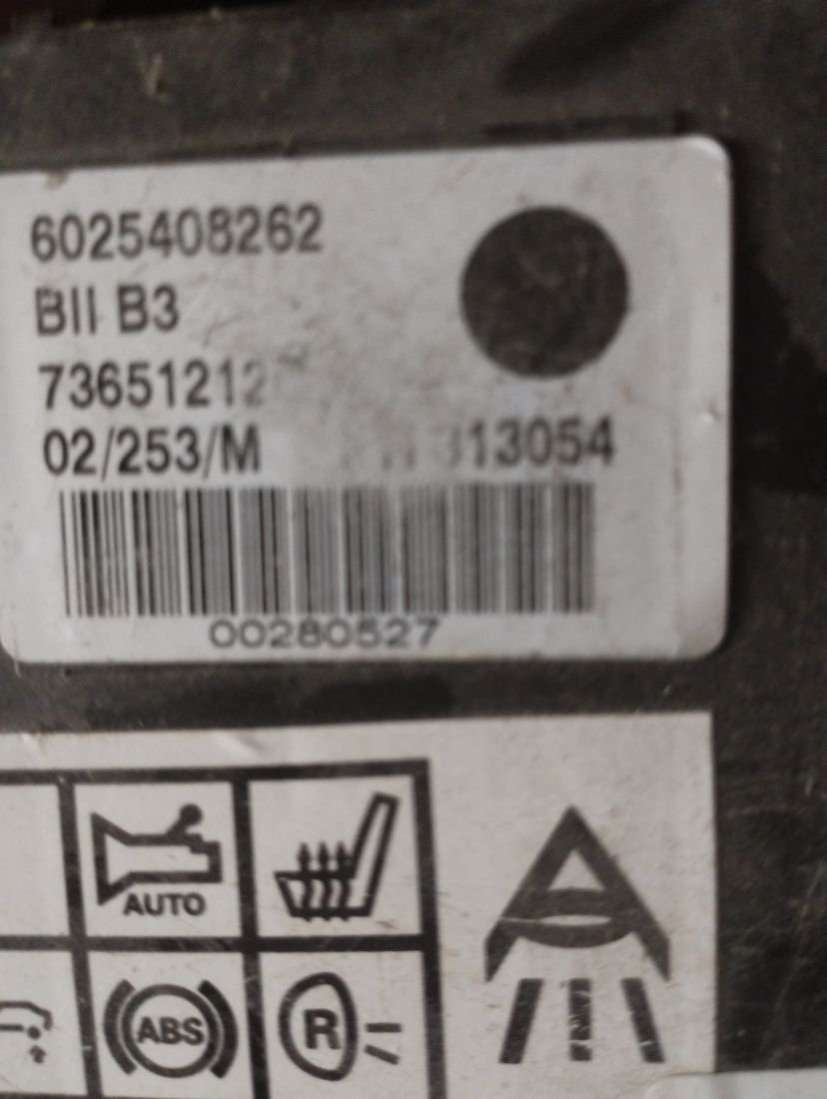 6025408262
BII B3
73651212
02/253/M 13054
00280527
AUTO
ABS
R